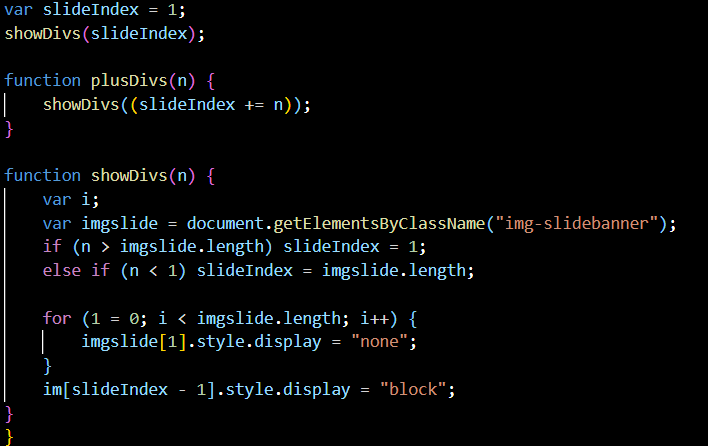 var slideIndex = 1;
showDivs(slideIndex);

function plusDivs(n) {
    showDivs((slideIndex += n));
}

function showDivs(n) {
    var i;
    var imgslide = document.getElementsByClassName("img-slidebanner");
    if (n > imgslide.length) slideIndex = 1;
    else if (n < 1) slideIndex = imgslide.length;

    for (1 = 0; i < imgslide.length; i++) {
        imgslide[1].style.display = "none";
    }
    im[slideIndex - 1].style.display = "block";
}
}